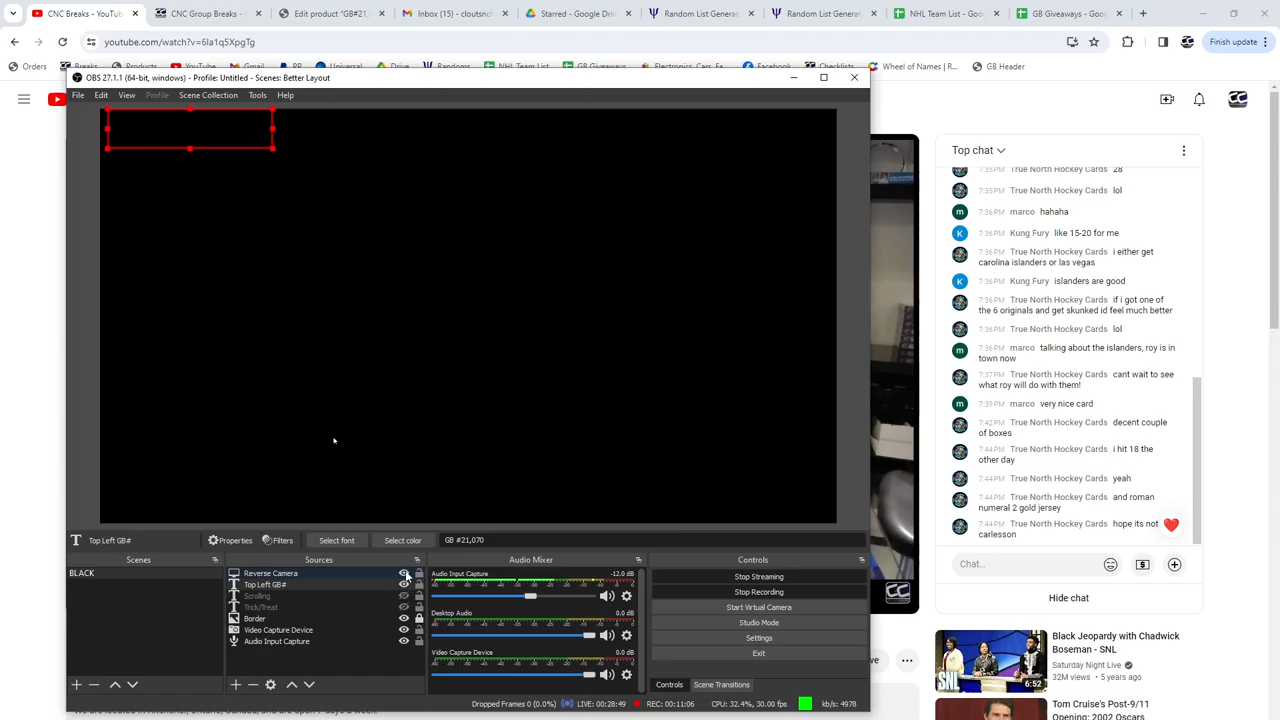 CNC Breaks - YouTube
CNC Group Breaks -
Edit product "GB#21,
Inbox (15) - cloutsnch
Starred - Google Driv
Random List Generat
Random List Generat
NHL Team List - Goo
GB Giveaways - Goog
youtube.com/watch?v=6Ia1q5XpgTg
Finish update
Orders
Breaks
Products
Gmail
PP
Universal
Drive
Randoms
NHL Team List
GB Giveaways
Electronics, Cars, Fa
Facebook
Checklists
Wheel of Names | R...
GB Header
OBS 27.1.1 (64-bit, windows) - Profile: Untitled - Scenes: Better Layout
File Edit View Profile Scene Collection Tools Help
Top Left GB#
Properties
Filters
Select font
Select color
GB #21,070
Scenes
BLACK
Sources
Reverse Camera
Top Left GB#
Scrolling
Trick/Treat
Border
Video Capture Device
Audio Input Capture
Audio Mixer
Audio Input Capture -12.0 dB
Desktop Audio 0.0 dB
Video Capture Device 0.0 dB
Controls
Stop Streaming
Stop Recording
Start Virtual Camera
Studio Mode
Settings
Exit
Controls
Scene Transitions
Dropped Frames 0 (0.0%)
LIVE: 00:28:49
REC: 00:11:06
CPU: 32.4%, 30.00 fps
kb/s: 4978
Top chat
7:35 PM True North Hockey Cards 28
7:35 PM True North Hockey Cards lol
7:36 PM marco hahaha
7:36 PM Kung Fury like 15-20 for me
7:36 PM True North Hockey Cards i either get
carolina islanders or las vegas
7:36 PM Kung Fury islanders are good
7:36 PM True North Hockey Cards if i got one of
the 6 originals and get skunked id feel much better
7:36 PM True North Hockey Cards lol
7:36 PM marco talking about the islanders, roy is in
town now
7:37 PM True North Hockey Cards cant wait to see
what roy will do with them!
7:39 PM marco very nice card
7:42 PM True North Hockey Cards decent couple
of boxes
7:44 PM True North Hockey Cards i hit 18 the
other day
7:44 PM True North Hockey Cards yeah
7:44 PM True North Hockey Cards and roman
numeral 2 gold jersey
7:44 PM True North Hockey Cards hope its not
carlesson
Chat...
Hide chat
Black Jeopardy with Chadwick
Boseman - SNL
Saturday Night Live
32M views • 5 years ago
6:52
Tom Cruise's Post-9/11
Opening: 2002 Oscars